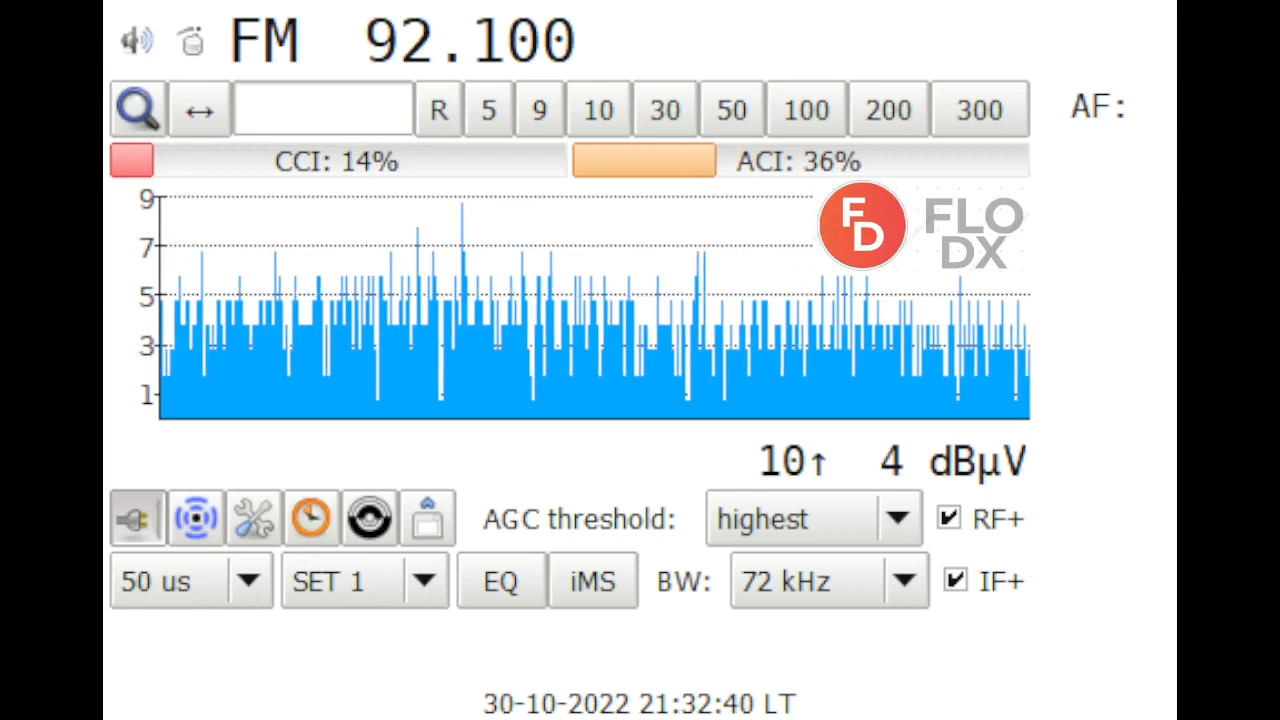 FM 92.100
↔ R 5 9 10 30 50 100 200 300 AF:
CCI: 14% ACI: 36%
9
7
5
3
1
FD FLO
DX
10↑ 4 dBµV
AGC threshold: highest RF+
50 us SET 1 EQ iMS BW: 72 kHz IF+
30-10-2022 21:32:40 LT